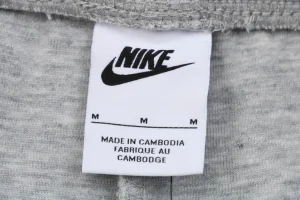 NIKE
M M M
MADE IN CAMBODIA
FABRIQUE AU
CAMBODGE